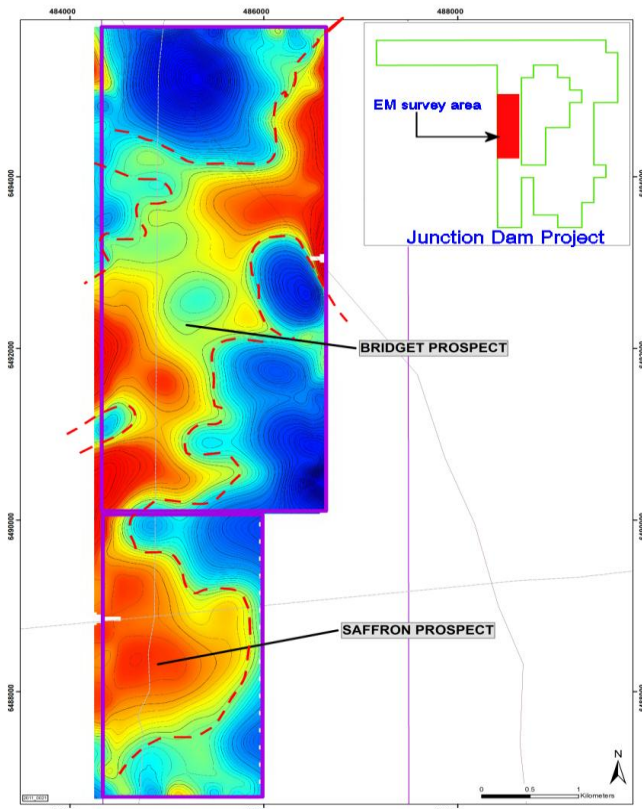 484000
486000
488000
EM survey area
Junction Dam Project
6494000
6492000
BRIDGET PROSPECT
6490000
SAFFRON PROSPECT
6488000
N
0 0.5 1
Kilometers